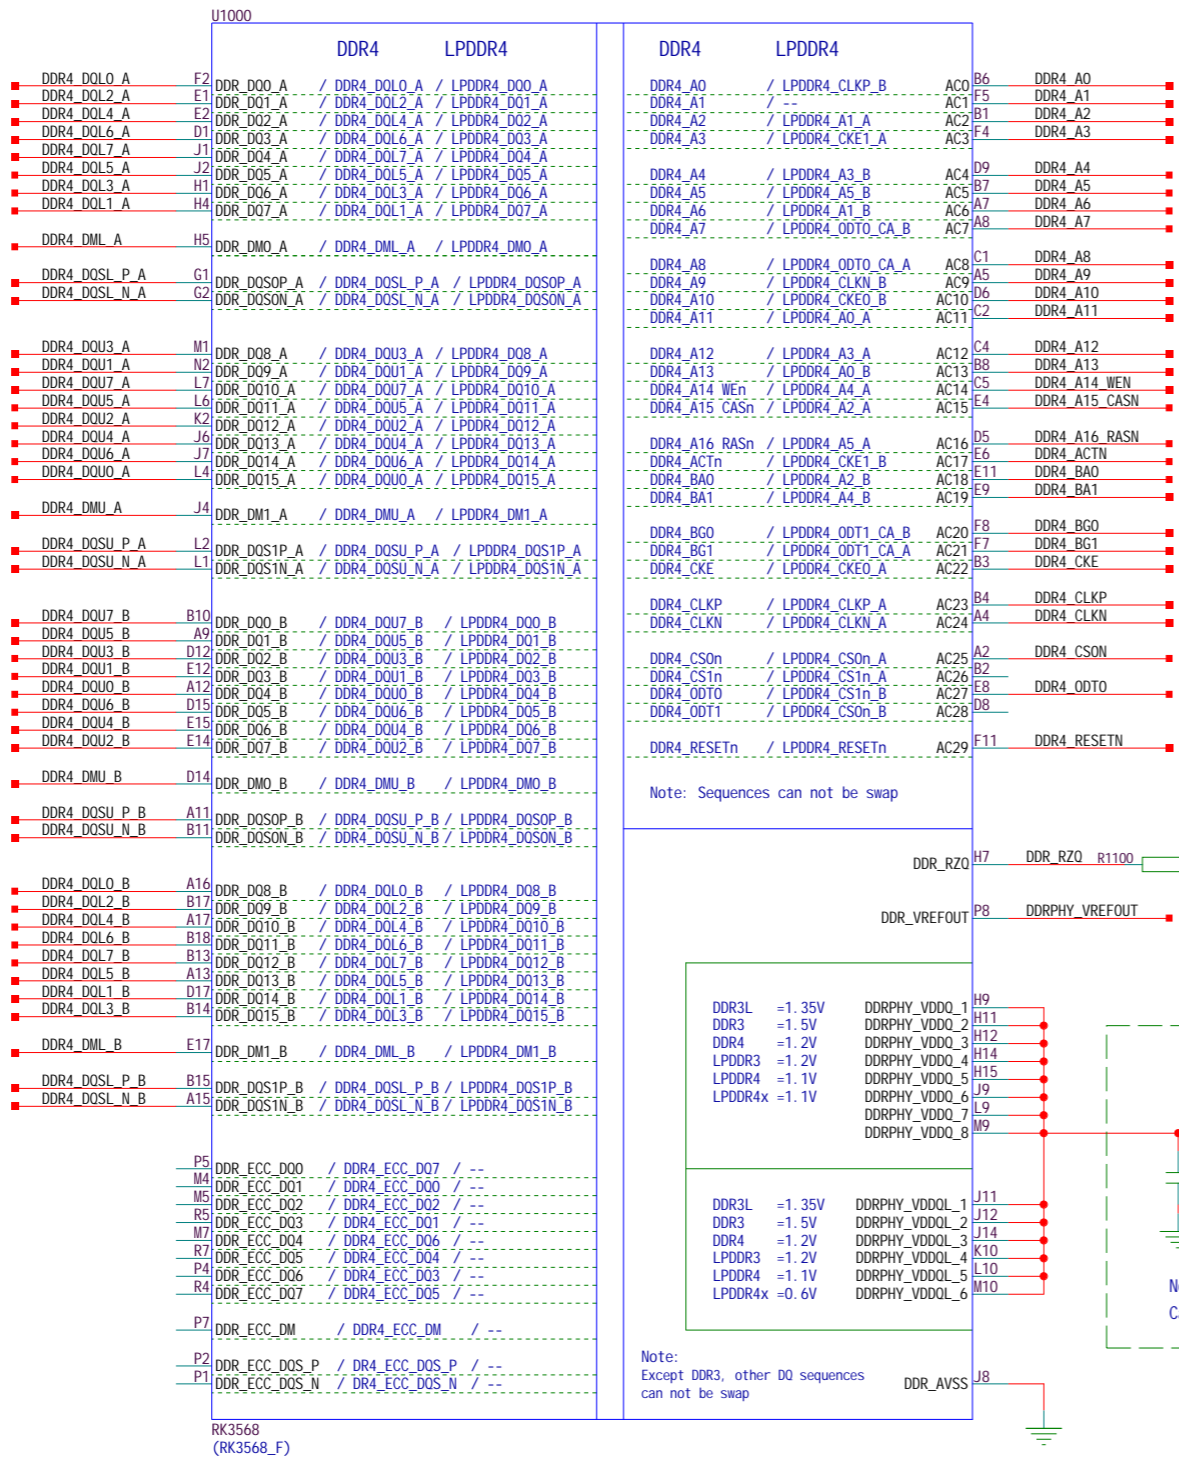 U1000
DDR4 LPDDR4 DDR4 LPDDR4
DDR4_DQL0_A F2 DDR_DQ0_A / DDR4_DQL0_A / LPDDR4_DQ0_A
DDR4_DQL2_A E1 DDR_DQ1_A / DDR4_DQL2_A / LPDDR4_DQ1_A
DDR4_DQL4_A E2 DDR_DQ2_A / DDR4_DQL4_A / LPDDR4_DQ2_A
DDR4_DQL6_A D1 DDR_DQ3_A / DDR4_DQL6_A / LPDDR4_DQ3_A
DDR4_DQL7_A J1 DDR_DQ4_A / DDR4_DQL7_A / LPDDR4_DQ4_A
DDR4_DQL5_A J2 DDR_DQ5_A / DDR4_DQL5_A / LPDDR4_DQ5_A
DDR4_DQL3_A H1 DDR_DQ6_A / DDR4_DQL3_A / LPDDR4_DQ6_A
DDR4_DQL1_A H4 DDR_DQ7_A / DDR4_DQL1_A / LPDDR4_DQ7_A
DDR4_DML_A H5 DDR_DM0_A / DDR4_DML_A / LPDDR4_DM0_A
DDR4_DQSL_P_A G1 DDR_DQS0P_A / DDR4_DQSL_P_A / LPDDR4_DQS0P_A
DDR4_DQSL_N_A G2 DDR_DQS0N_A / DDR4_DQSL_N_A / LPDDR4_DQS0N_A
DDR4_DQU3_A M1 DDR_DQ8_A / DDR4_DQU3_A / LPDDR4_DQ8_A
DDR4_DQU1_A N2 DDR_DQ9_A / DDR4_DQU1_A / LPDDR4_DQ9_A
DDR4_DQU7_A L7 DDR_DQ10_A / DDR4_DQU7_A / LPDDR4_DQ10_A
DDR4_DQU5_A L6 DDR_DQ11_A / DDR4_DQU5_A / LPDDR4_DQ11_A
DDR4_DQU2_A K2 DDR_DQ12_A / DDR4_DQU2_A / LPDDR4_DQ12_A
DDR4_DQU4_A J6 DDR_DQ13_A / DDR4_DQU4_A / LPDDR4_DQ13_A
DDR4_DQU6_A J7 DDR_DQ14_A / DDR4_DQU6_A / LPDDR4_DQ14_A
DDR4_DQU0_A L4 DDR_DQ15_A / DDR4_DQU0_A / LPDDR4_DQ15_A
DDR4_DMU_A J4 DDR_DM1_A / DDR4_DMU_A / LPDDR4_DM1_A
DDR4_DQSU_P_A L2 DDR_DQS1P_A / DDR4_DQSU_P_A / LPDDR4_DQS1P_A
DDR4_DQSU_N_A L1 DDR_DQS1N_A / DDR4_DQSU_N_A / LPDDR4_DQS1N_A
DDR4_DQU7_B B10 DDR_DQ0_B / DDR4_DQU7_B / LPDDR4_DQ0_B
DDR4_DQU5_B A9 DDR_DQ1_B / DDR4_DQU5_B / LPDDR4_DQ1_B
DDR4_DQU3_B D12 DDR_DQ2_B / DDR4_DQU3_B / LPDDR4_DQ2_B
DDR4_DQU1_B E12 DDR_DQ3_B / DDR4_DQU1_B / LPDDR4_DQ3_B
DDR4_DQU0_B A12 DDR_DQ4_B / DDR4_DQU0_B / LPDDR4_DQ4_B
DDR4_DQU6_B D15 DDR_DQ5_B / DDR4_DQU6_B / LPDDR4_DQ5_B
DDR4_DQU4_B E15 DDR_DQ6_B / DDR4_DQU4_B / LPDDR4_DQ6_B
DDR4_DQU2_B E14 DDR_DQ7_B / DDR4_DQU2_B / LPDDR4_DQ7_B
DDR4_DMU_B D14 DDR_DM0_B / DDR4_DMU_B / LPDDR4_DM0_B
DDR4_DQSU_P_B A11 DDR_DQS0P_B / DDR4_DQSU_P_B / LPDDR4_DQS0P_B
DDR4_DQSU_N_B B11 DDR_DQS0N_B / DDR4_DQSU_N_B / LPDDR4_DQS0N_B
DDR4_DQL0_B A16 DDR_DQ8_B / DDR4_DQL0_B / LPDDR4_DQ8_B
DDR4_DQL2_B B17 DDR_DQ9_B / DDR4_DQL2_B / LPDDR4_DQ9_B
DDR4_DQL4_B A17 DDR_DQ10_B / DDR4_DQL4_B / LPDDR4_DQ10_B
DDR4_DQL6_B B18 DDR_DQ11_B / DDR4_DQL6_B / LPDDR4_DQ11_B
DDR4_DQL7_B B13 DDR_DQ12_B / DDR4_DQL7_B / LPDDR4_DQ12_B
DDR4_DQL5_B A13 DDR_DQ13_B / DDR4_DQL5_B / LPDDR4_DQ13_B
DDR4_DQL1_B D17 DDR_DQ14_B / DDR4_DQL1_B / LPDDR4_DQ14_B
DDR4_DQL3_B B14 DDR_DQ15_B / DDR4_DQL3_B / LPDDR4_DQ15_B
DDR4_DML_B E17 DDR_DM1_B / DDR4_DML_B / LPDDR4_DM1_B
DDR4_DQSL_P_B B15 DDR_DQS1P_B / DDR4_DQSL_P_B / LPDDR4_DQS1P_B
DDR4_DQSL_N_B A15 DDR_DQS1N_B / DDR4_DQSL_N_B / LPDDR4_DQS1N_B
P5 DDR_ECC_DQ0 / DDR4_ECC_DQ7 / --
M4 DDR_ECC_DQ1 / DDR4_ECC_DQ0 / --
M5 DDR_ECC_DQ2 / DDR4_ECC_DQ2 / --
R5 DDR_ECC_DQ3 / DDR4_ECC_DQ1 / --
M7 DDR_ECC_DQ4 / DDR4_ECC_DQ6 / --
R7 DDR_ECC_DQ5 / DDR4_ECC_DQ4 / --
P4 DDR_ECC_DQ6 / DDR4_ECC_DQ3 / --
R4 DDR_ECC_DQ7 / DDR4_ECC_DQ5 / --
P7 DDR_ECC_DM / DDR4_ECC_DM / --
P2 DDR_ECC_DQS_P / DR4_ECC_DQS_P / --
P1 DDR_ECC_DQS_N / DR4_ECC_DQS_N / --
RK3568
(RK3568_F)
DDR4_A0 / LPDDR4_CLKP_B AC0 B6 DDR4_A0
DDR4_A1 / -- AC1 F5 DDR4_A1
DDR4_A2 / LPDDR4_A1_A AC2 B1 DDR4_A2
DDR4_A3 / LPDDR4_CKE1_A AC3 F4 DDR4_A3
DDR4_A4 / LPDDR4_A3_B AC4 D9 DDR4_A4
DDR4_A5 / LPDDR4_A5_B AC5 B7 DDR4_A5
DDR4_A6 / LPDDR4_A1_B AC6 A7 DDR4_A6
DDR4_A7 / LPDDR4_ODT0_CA_B AC7 A8 DDR4_A7
DDR4_A8 / LPDDR4_ODT0_CA_A AC8 C1 DDR4_A8
DDR4_A9 / LPDDR4_CLKN_B AC9 A5 DDR4_A9
DDR4_A10 / LPDDR4_CKE0_B AC10 D6 DDR4_A10
DDR4_A11 / LPDDR4_A0_A AC11 C2 DDR4_A11
DDR4_A12 / LPDDR4_A3_A AC12 C4 DDR4_A12
DDR4_A13 / LPDDR4_A0_B AC13 B8 DDR4_A13
DDR4_A14 WEn / LPDDR4_A4_A AC14 C5 DDR4_A14_WEN
DDR4_A15 CASn / LPDDR4_A2_A AC15 E4 DDR4_A15_CASN
DDR4_A16 RASn / LPDDR4_A5_A AC16 D5 DDR4_A16_RASN
DDR4_ACTn / LPDDR4_CKE1_B AC17 E6 DDR4_ACTN
DDR4_BA0 / LPDDR4_A2_B AC18 E11 DDR4_BA0
DDR4_BA1 / LPDDR4_A4_B AC19 E9 DDR4_BA1
DDR4_BG0 / LPDDR4_ODT1_CA_B AC20 F8 DDR4_BG0
DDR4_BG1 / LPDDR4_ODT1_CA_A AC21 F7 DDR4_BG1
DDR4_CKE / LPDDR4_CKE0_A AC22 B3 DDR4_CKE
DDR4_CLKP / LPDDR4_CLKP_A AC23 B4 DDR4_CLKP
DDR4_CLKN / LPDDR4_CLKN_A AC24 A4 DDR4_CLKN
DDR4_CS0n / LPDDR4_CS0n_A AC25 A2 DDR4_CS0N
DDR4_CS1n / LPDDR4_CS1n_A AC26 B2
DDR4_ODT0 / LPDDR4_CS1n_B AC27 E8 DDR4_ODT0
DDR4_ODT1 / LPDDR4_CS0n_B AC28 D8
DDR4_RESETn / LPDDR4_RESETn AC29 F11 DDR4_RESETN
Note: Sequences can not be swap
DDR_RZQ H7 DDR_RZQ R1100
DDR_VREFOUT P8 DDRPHY_VREFOUT
DDR3L =1.35V DDRPHY_VDDQ_1 H9
DDR3 =1.5V DDRPHY_VDDQ_2 H11
DDR4 =1.2V DDRPHY_VDDQ_3 H12
LPDDR3 =1.2V DDRPHY_VDDQ_4 H14
LPDDR4 =1.1V DDRPHY_VDDQ_5 H15
LPDDR4x =1.1V DDRPHY_VDDQ_6 J9
DDRPHY_VDDQ_7 L9
DDRPHY_VDDQ_8 M9
DDR3L =1.35V DDRPHY_VDDQL_1 J11
DDR3 =1.5V DDRPHY_VDDQL_2 J12
DDR4 =1.2V DDRPHY_VDDQL_3 J14
LPDDR3 =1.2V DDRPHY_VDDQL_4 K10
LPDDR4 =1.1V DDRPHY_VDDQL_5 L10
LPDDR4x =0.6V DDRPHY_VDDQL_6 M10
Note:
Except DDR3, other DQ sequences
can not be swap
DDR_AVSS J8